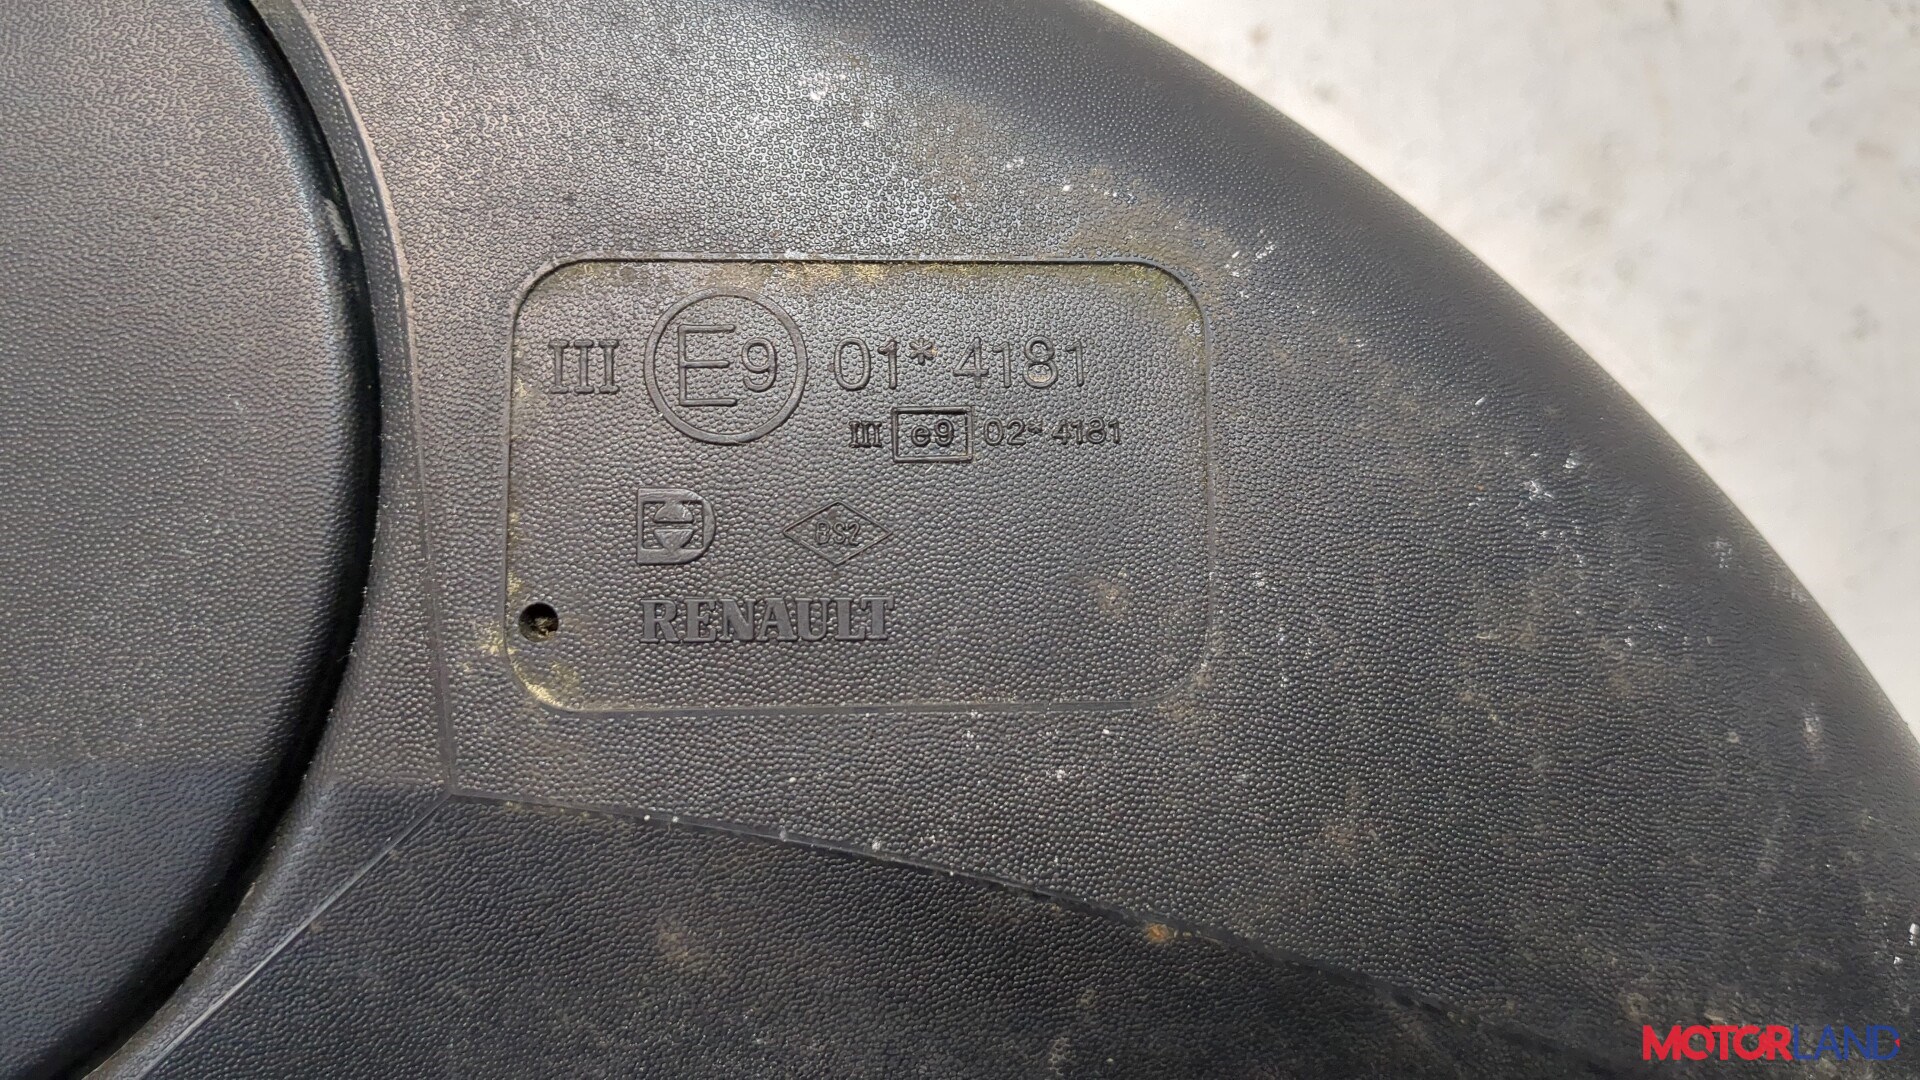 III E9 01*4181
III e9 02*4181
DS2
RENAULT
MOTORLAND